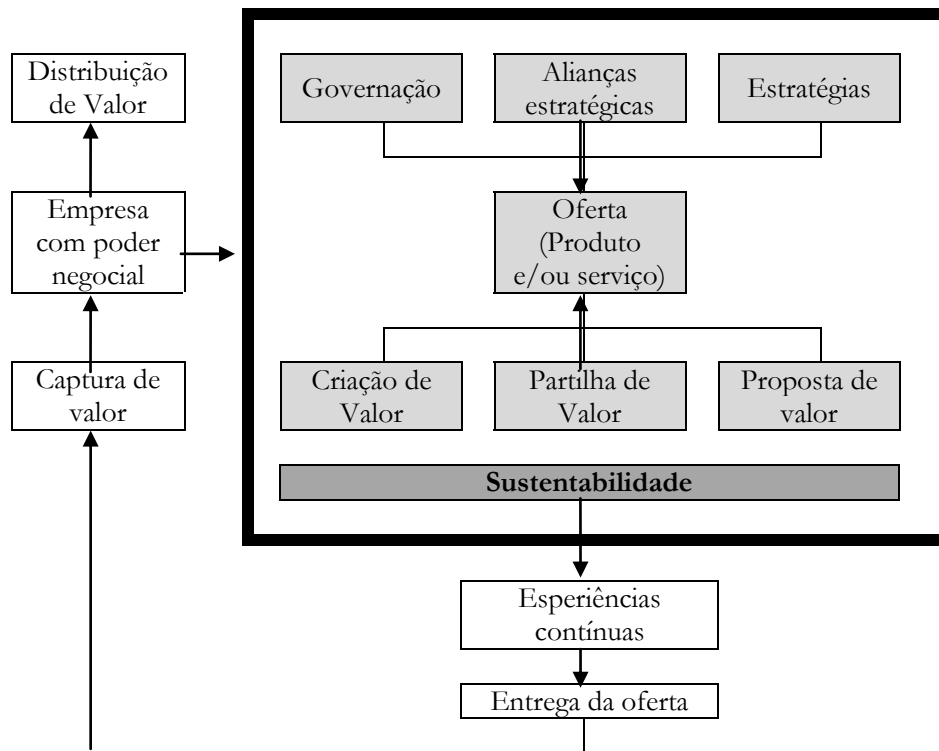 Distribuição
de Valor
Governação
Alianças
estratégicas
Estratégias
Empresa
com poder
negocial
Oferta
(Produto
e/ou serviço)
Captura de
valor
Criação de
Valor
Partilha de
Valor
Proposta de
valor
Sustentabilidade
Esperiências
contínuas
Entrega da oferta